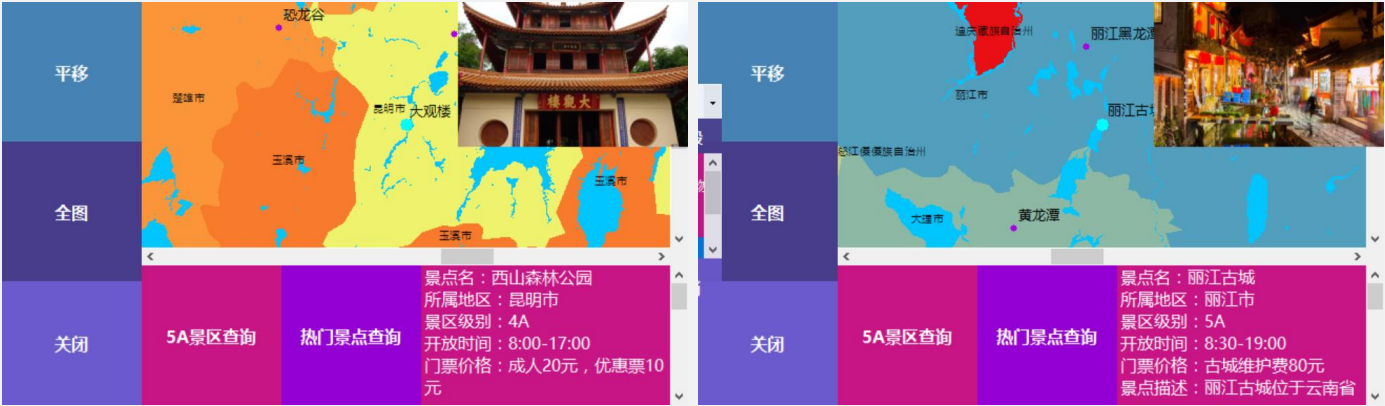 平移
恐龙谷
楚雄市
昆明市
大观楼
大觀樓
玉溪市
玉溪市
全图
玉溪市
关闭
5A景区查询
热门景点查询
景点名：西山森林公园
所属地区：昆明市
景区级别：4A
开放时间：8:00-17:00
门票价格：成人20元，优惠票10
元
平移
迪庆藏族自治州
丽江黑龙潭
丽江市
丽江古城
怒江傈僳族自治州
全图
大理市
黄龙潭
关闭
5A景区查询
热门景点查询
景点名：丽江古城
所属地区：丽江市
景区级别：5A
开放时间：8:30-19:00
门票价格：古城维护费80元
景点描述：丽江古城位于云南省